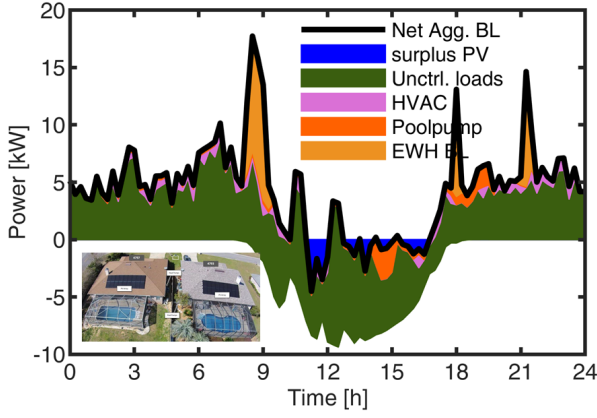 20
15
10
5
0
-5
-10
Power [kW]
Net Agg. BL
surplus PV
Unctrl. loads
HVAC
Poolpump
EWH BL
0 3 6 9 12 15 18 21 24
Time [h]